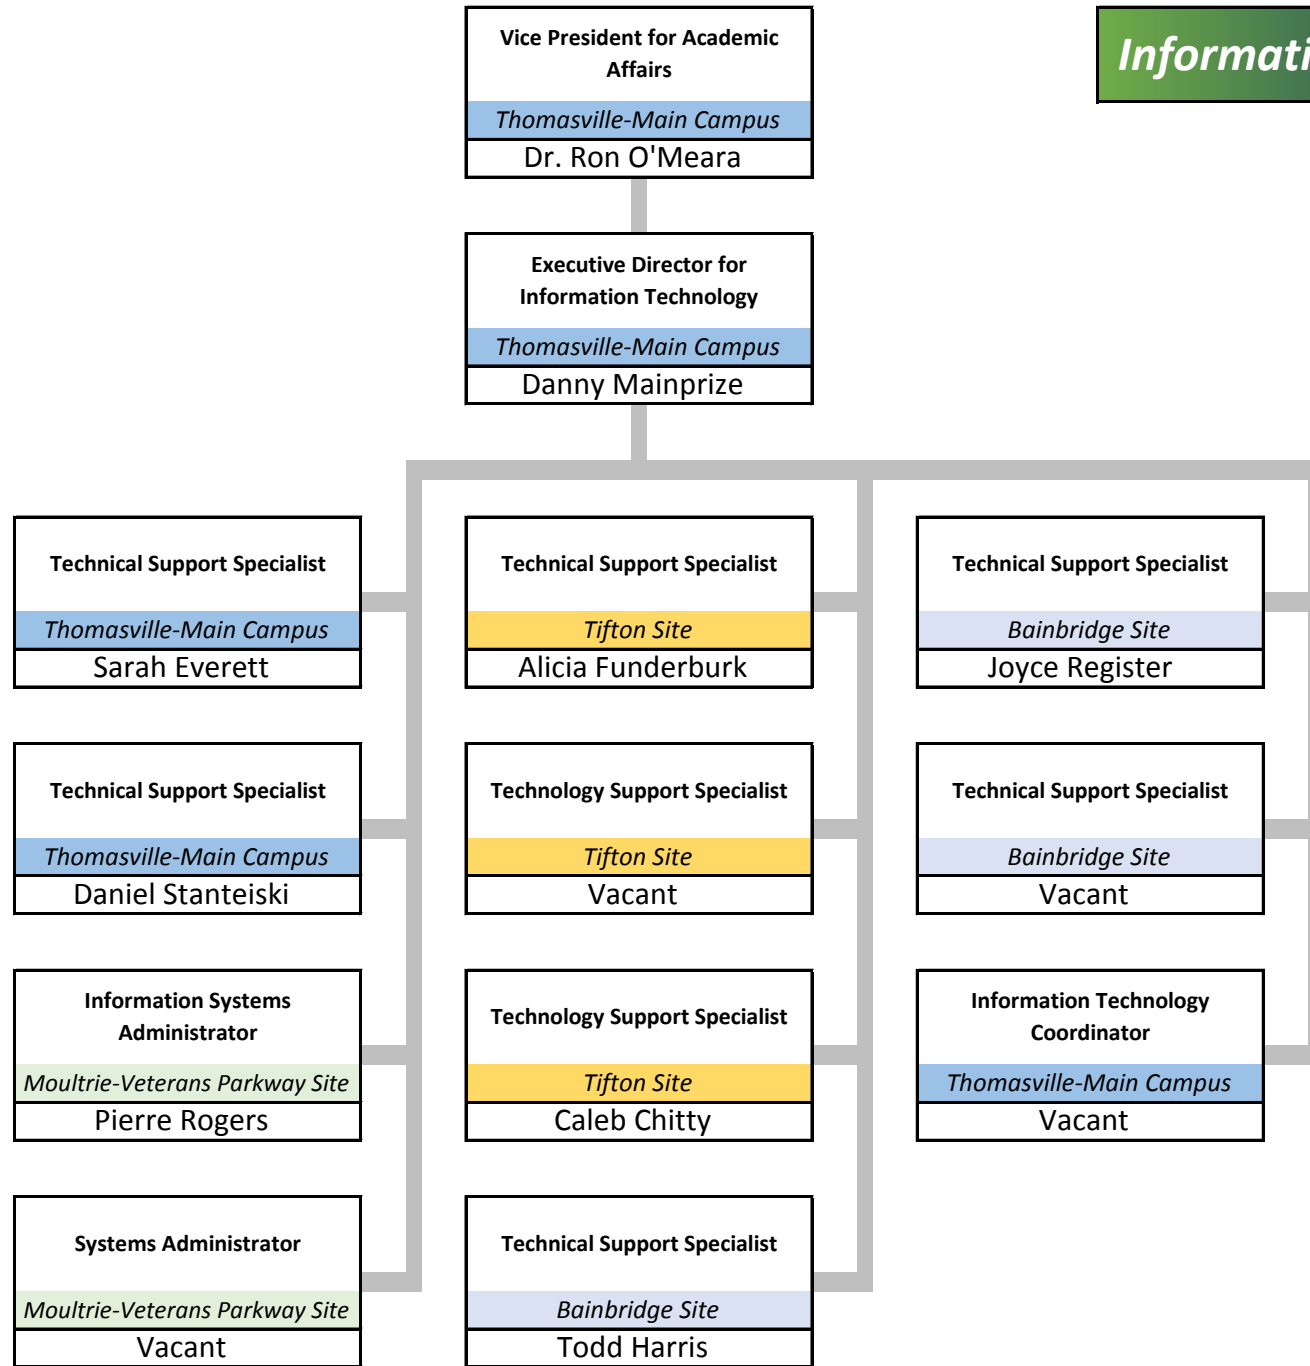 Vice President for Academic
Affairs
Thomasville-Main Campus
Dr. Ron O'Meara
Informati
Executive Director for
Information Technology
Thomasville-Main Campus
Danny Mainprize
Technical Support Specialist
Thomasville-Main Campus
Sarah Everett
Technical Support Specialist
Tifton Site
Alicia Funderburk
Technical Support Specialist
Bainbridge Site
Joyce Register
Technical Support Specialist
Thomasville-Main Campus
Daniel Stanteiski
Technology Support Specialist
Tifton Site
Vacant
Technical Support Specialist
Bainbridge Site
Vacant
Information Systems
Administrator
Moultrie-Veterans Parkway Site
Pierre Rogers
Technology Support Specialist
Tifton Site
Caleb Chitty
Information Technology
Coordinator
Thomasville-Main Campus
Vacant
Systems Administrator
Moultrie-Veterans Parkway Site
Vacant
Technical Support Specialist
Bainbridge Site
Todd Harris